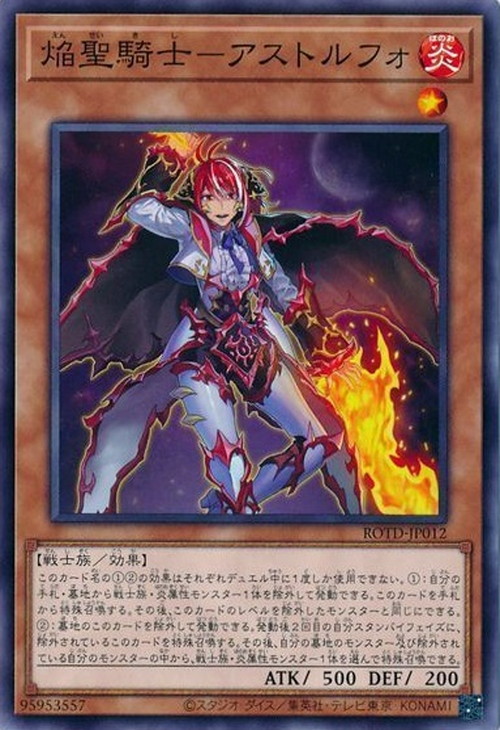 焔聖騎士－アストルフォ
炎
ROTD-JP012
【戦士族／効果】
このカード名の①②の効果はそれぞれデュエル中に１度しか使用できない。①：自分の
手札・墓地から戦士族・炎属性モンスター１体を除外して発動できる。このカードを手札
から特殊召喚する。その後、このカードのレベルを除外したモンスターと同じにできる。
②：墓地のこのカードを除外して発動できる。発動後２回目の自分スタンバイフェイズに、
除外されているこのカードを特殊召喚する。その後、自分の墓地のモンスター及び除外され
ている自分のモンスターの中から、戦士族・炎属性モンスター１体を選んで特殊召喚できる。
ATK/ 500 DEF/ 200
95953557
©スタジオ・ダイス／集英社・テレビ東京・KONAMI